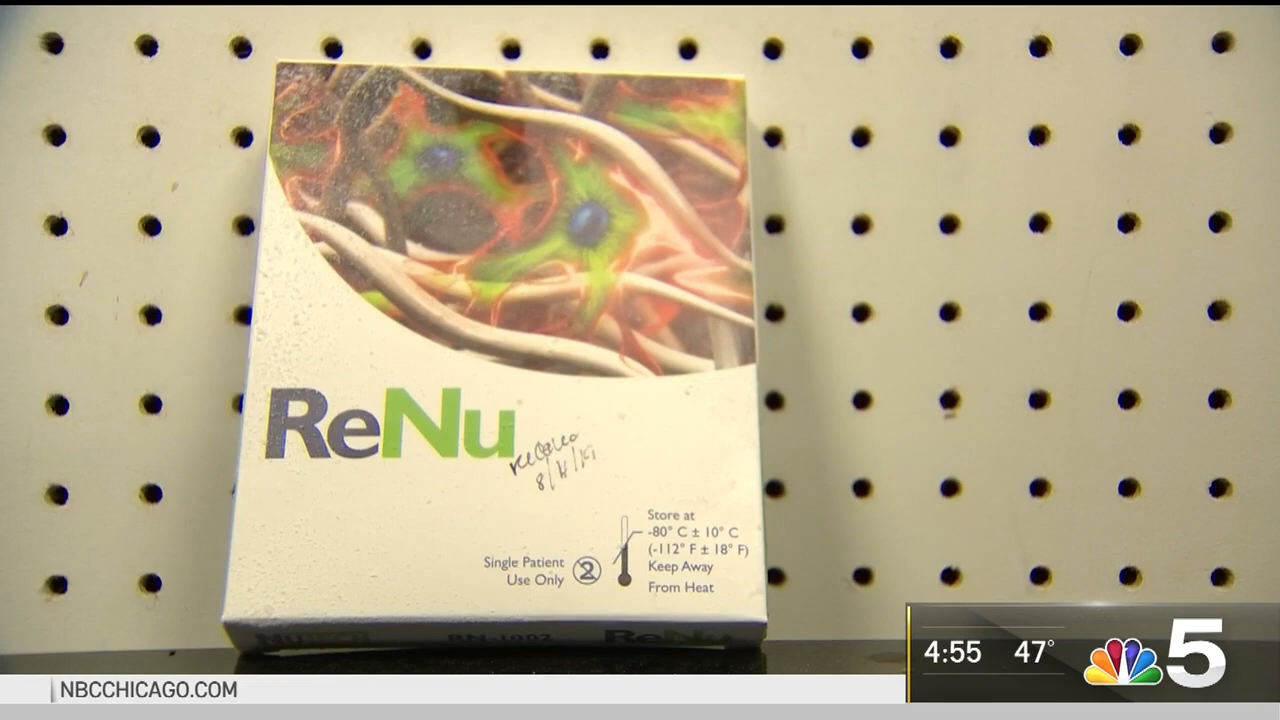 ReNu
Store at
-80° C ± 10° C
(-112° F ± 18° F)
Keep Away
From Heat
Single Patient
Use Only
2
ReNu
4:55 47° 5
NBCCHICAGO.COM